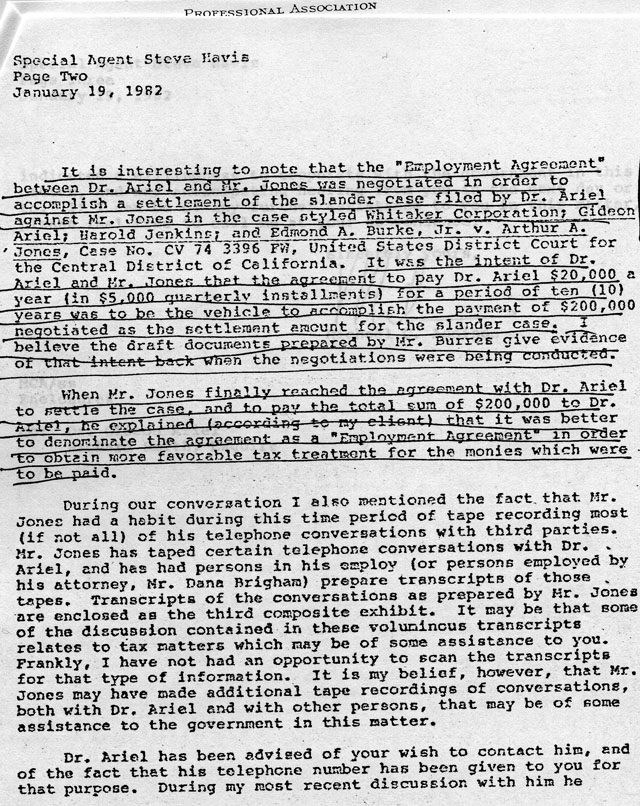 PROFESSIONAL ASSOCIATION
Special Agent Steve Havis
Page Two
January 19, 1982
It is interesting to note that the "Employment Agreement"
between Dr. Ariel and Mr. Jones was negotiated in order to
accomplish a settlement of the slander case filed by Dr. Ariel
against Mr. Jones in the case styled Whitaker Corporation; Gideon
Ariel; Harold Jenkins; and Edmond A. Burke, Jr. v. Arthur A.
Jones, Case No. CV 74 3396 FW, United States District Court for
the Central District of California. It was the intent of Dr.
Ariel and Mr. Jones that the agreement to pay Dr. Ariel $20,000 a
year (in $5,000 quarterly installments) for a period of ten (10)
years was to be the vehicle to accomplish the payment of $200,000
negotiated as the settlement amount for the slander case. I
believe the draft documents prepared by Mr. Burres give evidence
of that intent back when the negotiations were being conducted.
When Mr. Jones finally reached the agreement with Dr. Ariel
to settle the case, and to pay the total sum of $200,000 to Dr.
Ariel, he explained (according to my client) that it was better
to denominate the agreement as a "Employment Agreement" in order
to obtain more favorable tax treatment for the monies which were
to be paid.
During our conversation I also mentioned the fact that Mr.
Jones had a habit during this time period of tape recording most
(if not all) of his telephone conversations with third parties.
Mr. Jones has taped certain telephone conversations with Dr.
Ariel, and has had persons in his employ (or persons employed by
his attorney, Mr. Dana Brigham) prepare transcripts of those
tapes. Transcripts of the conversations as prepared by Mr. Jones
are enclosed as the third composite exhibit. It may be that some
of the discussion contained in these voluminous transcripts
relates to tax matters which may be of some assistance to you.
Frankly, I have not had an opportunity to scan the transcripts
for that type of information. It is my belief, however, that Mr.
Jones may have made additional tape recordings of conversations,
both with Dr. Ariel and with other persons, that may be of some
assistance to the government in this matter.
Dr. Ariel has been advised of your wish to contact him, and
of the fact that his telephone number has been given to you for
that purpose. During my most recent discussion with him he